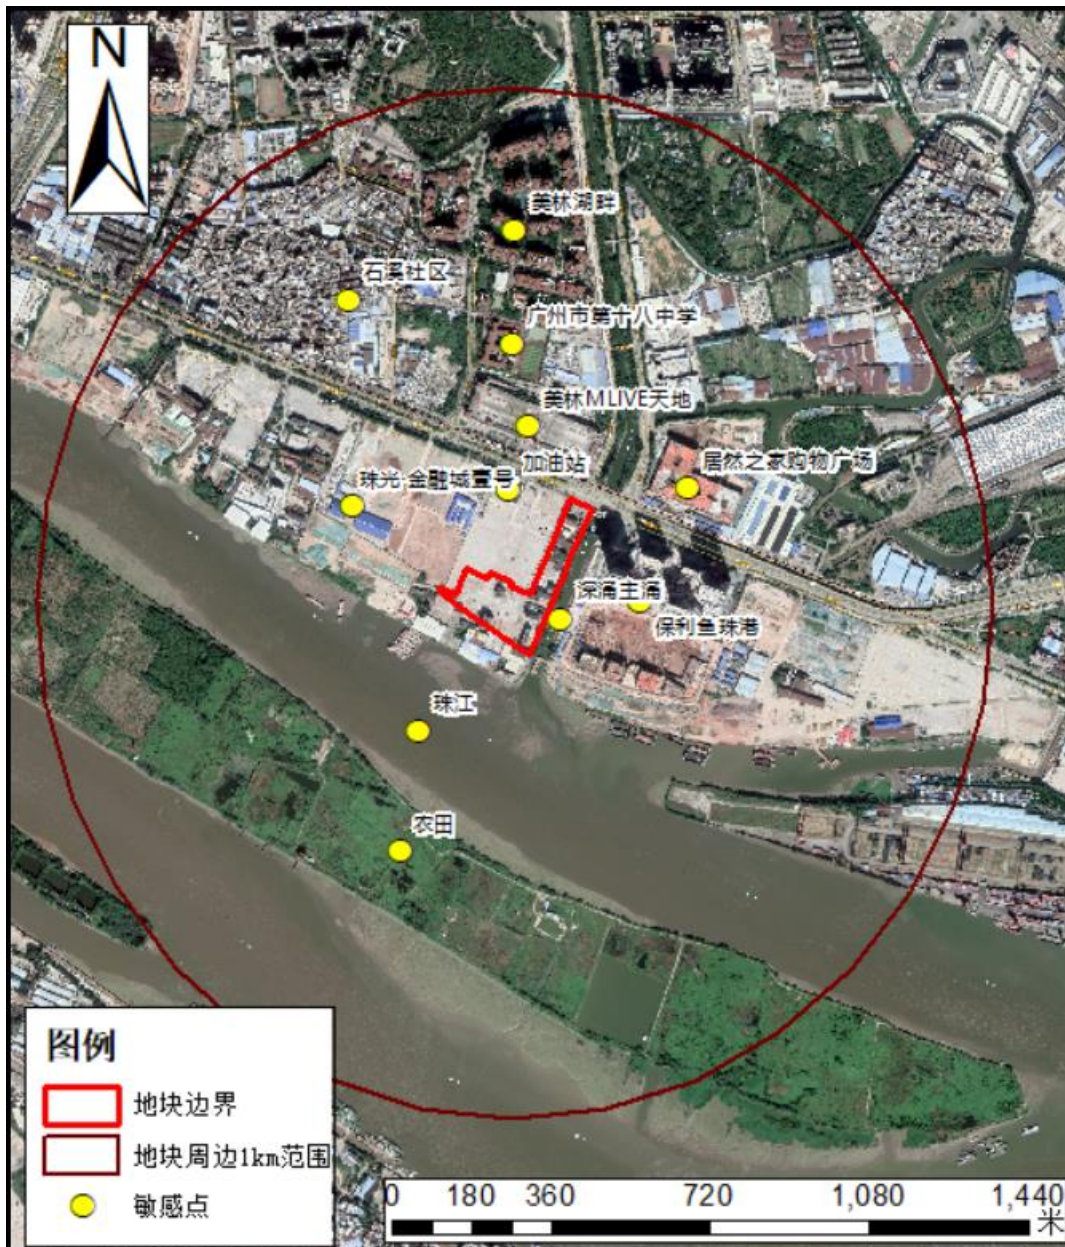 N
美林湖畔
石溪社区
广州市第十八中学
美林MLIVE天地
加油站
居然之家购物广场
珠光 金融城壹号
深涌主涌
保利鱼珠港
珠江
农田
图例
地块边界
地块周边1km范围
敏感点
0 180 360 720 1,080 1,440
米